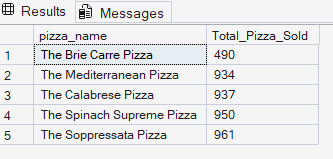 Results Messages
pizza_name Total_Pizza_Sold
1 The Brie Carre Pizza 490
2 The Mediterranean Pizza 934
3 The Calabrese Pizza 937
4 The Spinach Supreme Pizza 950
5 The Soppressata Pizza 961